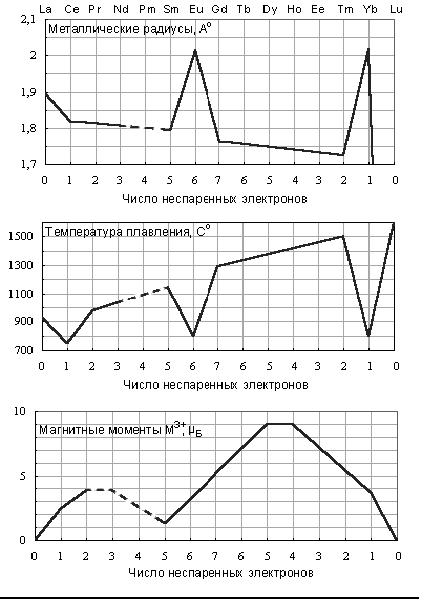 La Ce Pr Nd Pm Sm Eu Gd Tb Dy Ho Ee Tm Yb Lu
2,1
Металлические радиусы, A°
2
1,9
1,8
1,7
0 1 2 3 4 5 6 7 6 5 4 3 2 1 0
Число неспаренных электронов
Температура плавления, C°
1500
1300
1100
900
700
0 1 2 3 4 5 6 7 6 5 4 3 2 1 0
Число неспаренных электронов
10
Магнитные моменты M3+, μБ
5
0
0 1 2 3 4 5 6 7 6 5 4 3 5 1 0
Число неспаренных электронов